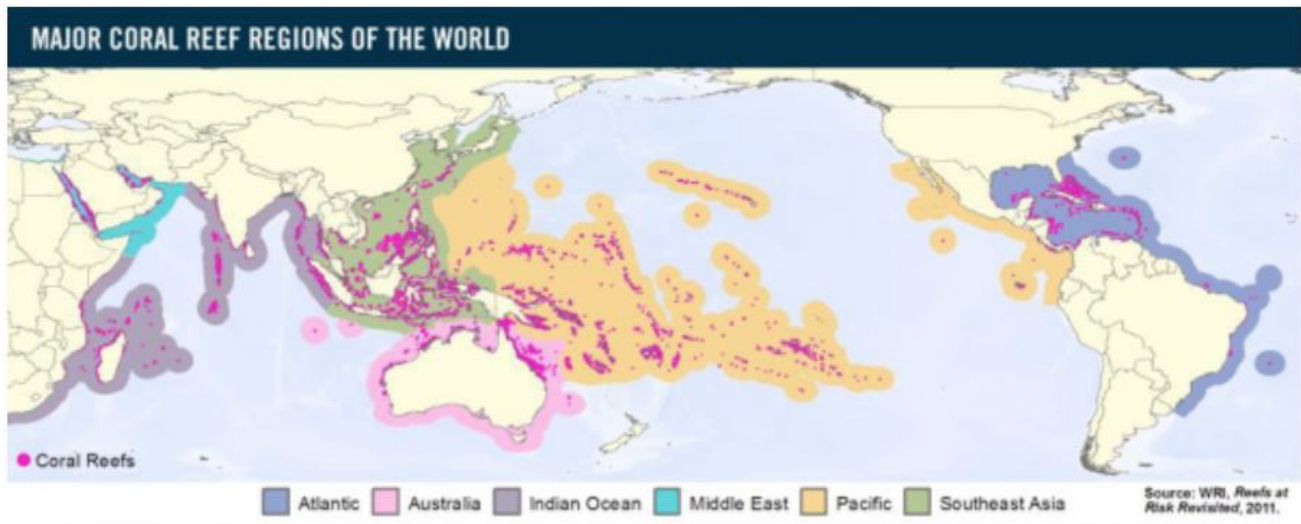 MAJOR CORAL REEF REGIONS OF THE WORLD
Coral Reefs
Atlantic
Australia
Indian Ocean
Middle East
Pacific
Southeast Asia
Source: WRI, Reefs at
Risk Revisited, 2011.